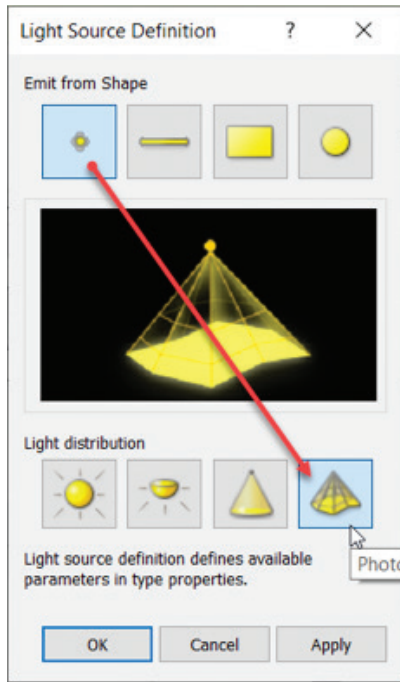 Light Source Definition ? ×
Emit from Shape
Light distribution
Light source definition defines available
parameters in type properties.
Photo
OK Cancel Apply